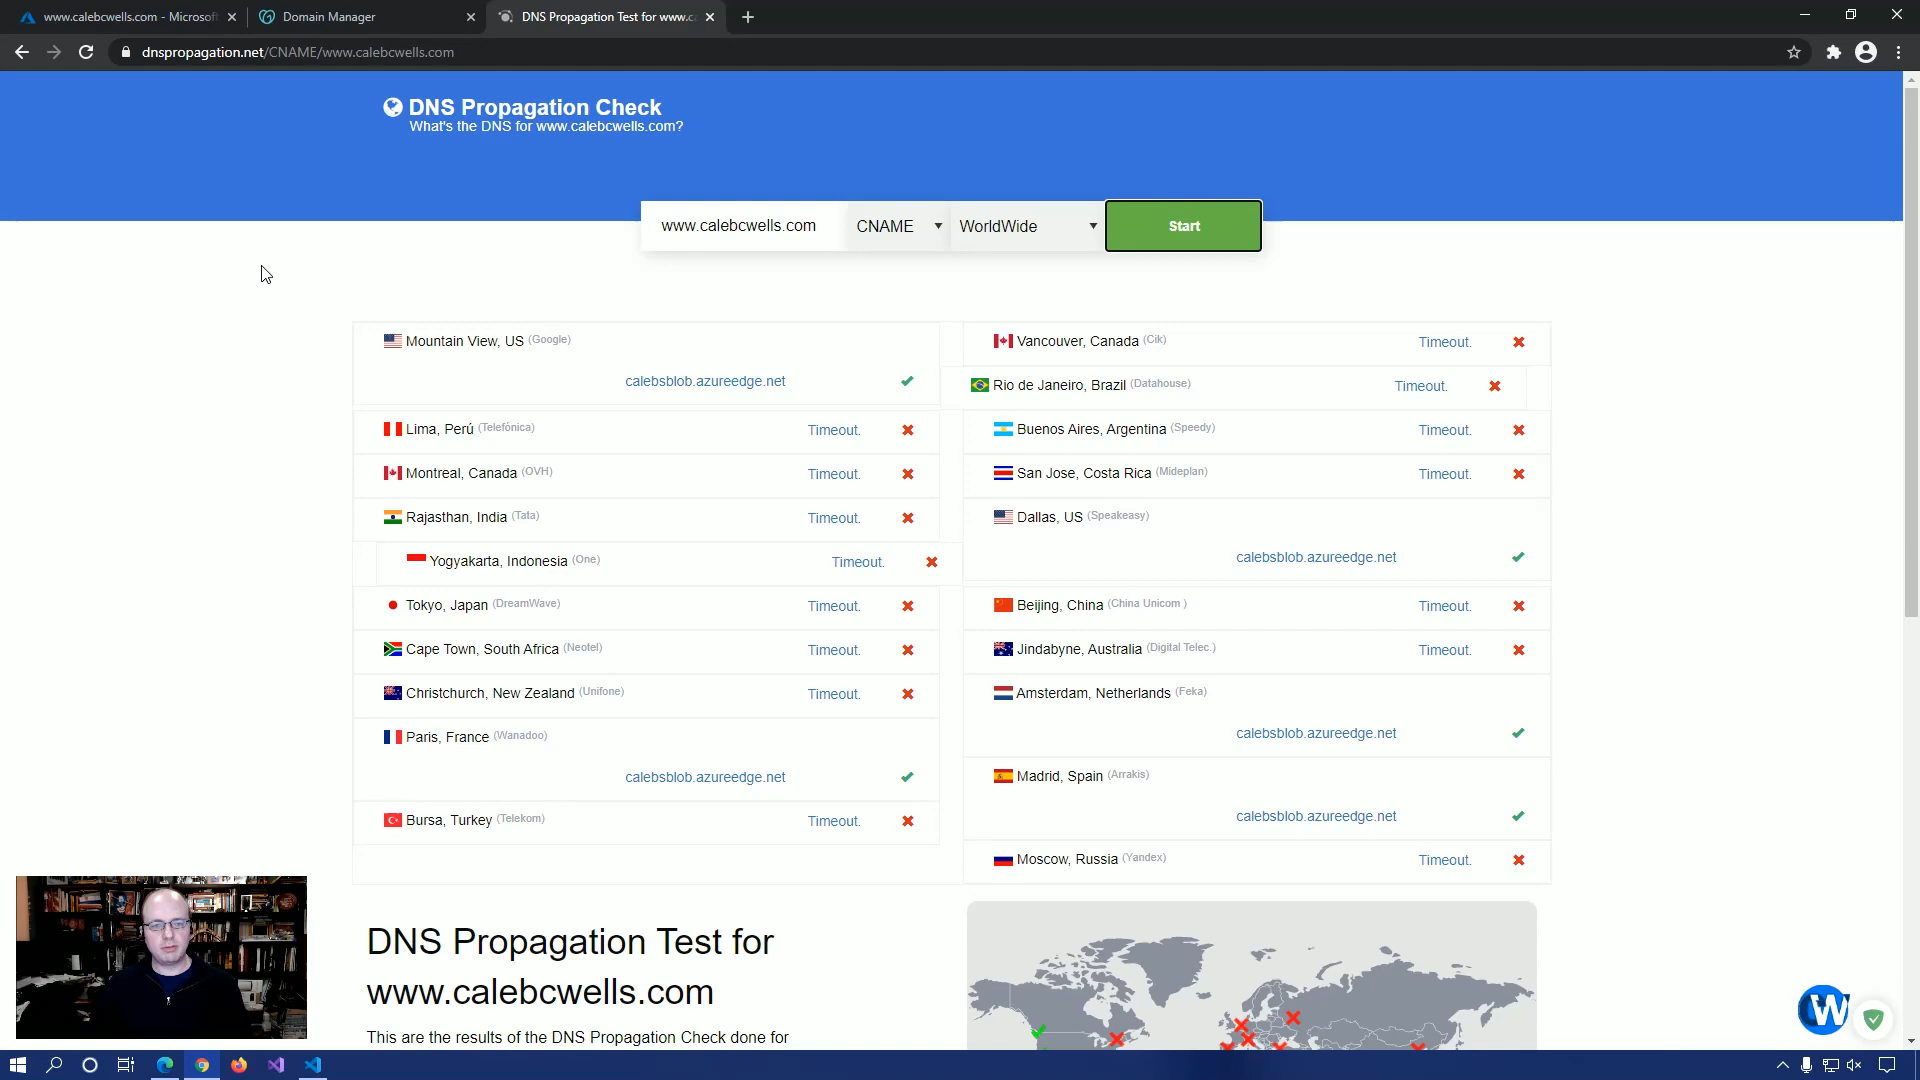 www.calebcwells.com - Microsoft
Domain Manager
DNS Propagation Test for www.c
dnspropagation.net/CNAME/www.calebcwells.com
DNS Propagation Check
What's the DNS for www.calebcwells.com?
www.calebcwells.com
CNAME
WorldWide
Start
Mountain View, US (Google)
calebsblob.azureedge.net
Lima, Perú (Telefónica) Timeout.
Montreal, Canada (OVH) Timeout.
Rajasthan, India (Tata) Timeout.
Yogyakarta, Indonesia (One) Timeout.
Tokyo, Japan (DreamWave) Timeout.
Cape Town, South Africa (Neotel) Timeout.
Christchurch, New Zealand (Unifone) Timeout.
Paris, France (Wanadoo)
calebsblob.azureedge.net
Bursa, Turkey (Telekom) Timeout.
Vancouver, Canada (Cik) Timeout.
Rio de Janeiro, Brazil (Datahouse) Timeout.
Buenos Aires, Argentina (Speedy) Timeout.
San Jose, Costa Rica (Mideplan) Timeout.
Dallas, US (Speakeasy)
calebsblob.azureedge.net
Beijing, China (China Unicom ) Timeout.
Jindabyne, Australia (Digital Telec.) Timeout.
Amsterdam, Netherlands (Feka)
calebsblob.azureedge.net
Madrid, Spain (Arrakis)
calebsblob.azureedge.net
Moscow, Russia (Yandex) Timeout.
DNS Propagation Test for
www.calebcwells.com
This are the results of the DNS Propagation Check done for
W